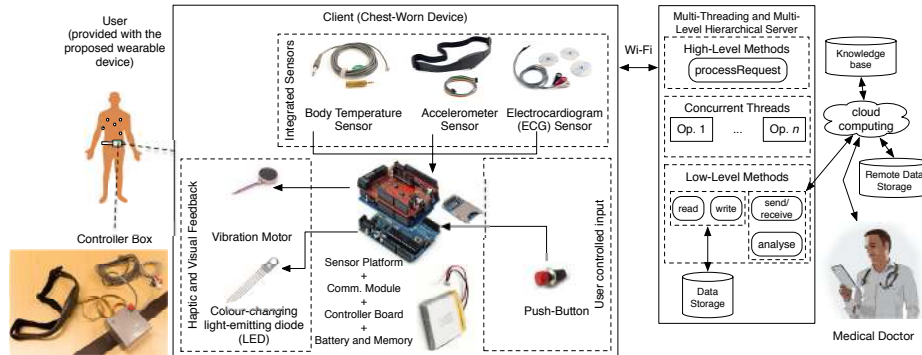 User
(provided with the
proposed wearable
device)
Controller Box
Client (Chest-Worn Device)
Integrated Sensors
Body Temperature
Sensor
Accelerometer
Sensor
Electrocardiogram
(ECG) Sensor
Haptic and Visual Feedback
Vibration Motor
Colour-changing
light-emitting diode
(LED)
Sensor Platform
+
Comm. Module
+
Controller Board
+
Battery and Memory
User controlled input
Push-Button
Wi-Fi
Multi-Threading and Multi-
Level Hierarchical Server
High-Level Methods
processRequest
Concurrent Threads
Op. 1 ... Op. n
Low-Level Methods
read write
send/
receive
analyse
Data
Storage
Knowledge
base
cloud
computing
Remote Data
Storage
Medical Doctor